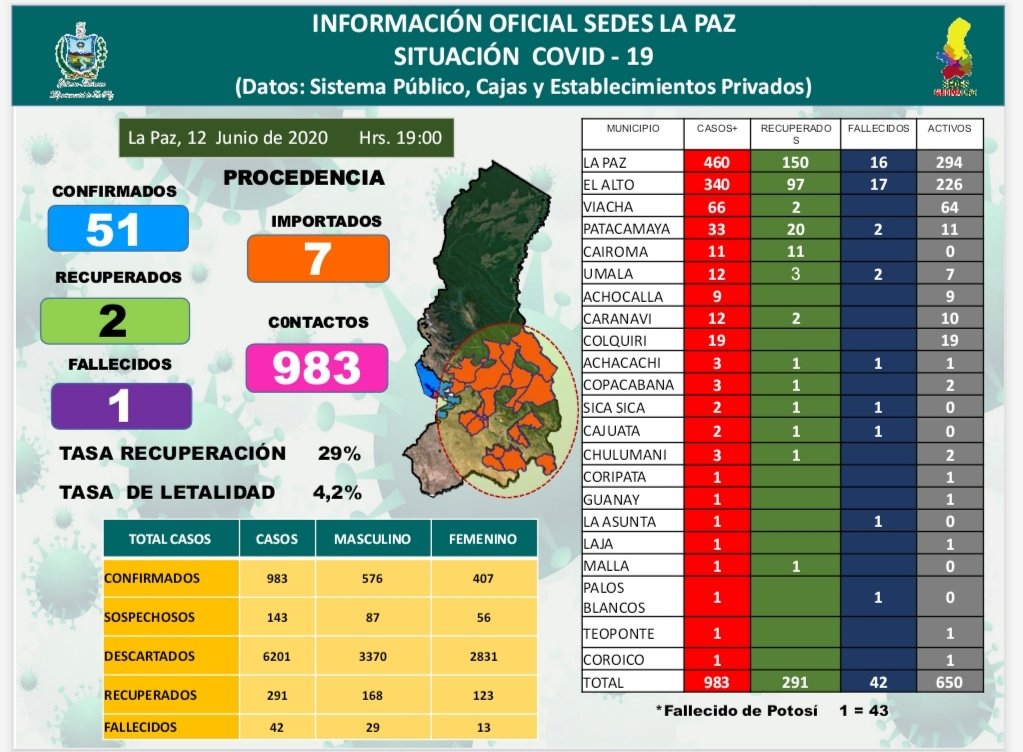 INFORMACIÓN OFICIAL SEDES LA PAZ
SITUACIÓN COVID - 19
(Datos: Sistema Público, Cajas y Establecimientos Privados)
La Paz, 12 Junio de 2020 Hrs. 19:00
CONFIRMADOS
51
RECUPERADOS
2
FALLECIDOS
1
PROCEDENCIA
IMPORTADOS
7
C0NTACTOS
983
TASA RECUPERACIÓN 29%
TASA DE LETALIDAD 4,2%
TOTAL CASOS CASOS MASCULINO FEMENINO
CONFIRMADOS 983 576 407
SOSPECHOSOS 143 87 56
DESCARTADOS 6201 3370 2831
RECUPERADOS 291 168 123
FALLECIDOS 42 29 13
MUNICIPIO CASOS+ RECUPERADO FALLECIDOS ACTIVOS
S
LA PAZ 460 150 16 294
EL ALTO 340 97 17 226
VIACHA 66 2 64
PATACAMAYA 33 20 2 11
CAIROMA 11 11 0
UMALA 12 3 2 7
ACHOCALLA 9 9
CARANAVI 12 2 10
COLQUIRI 19 19
ACHACACHI 3 1 1 1
COPACABANA 3 1 2
SICA SICA 2 1 1 0
CAJUATA 2 1 1 0
CHULUMANI 3 1 2
CORIPATA 1 1
GUANAY 1 1
LA ASUNTA 1 1 0
LAJA 1 1
MALLA 1 1 0
PALOS
BLANCOS 1 1 0
TEOPONTE 1 1
COROICO 1 1
TOTAL 983 291 42 650
*Fallecido de Potosí 1 = 43